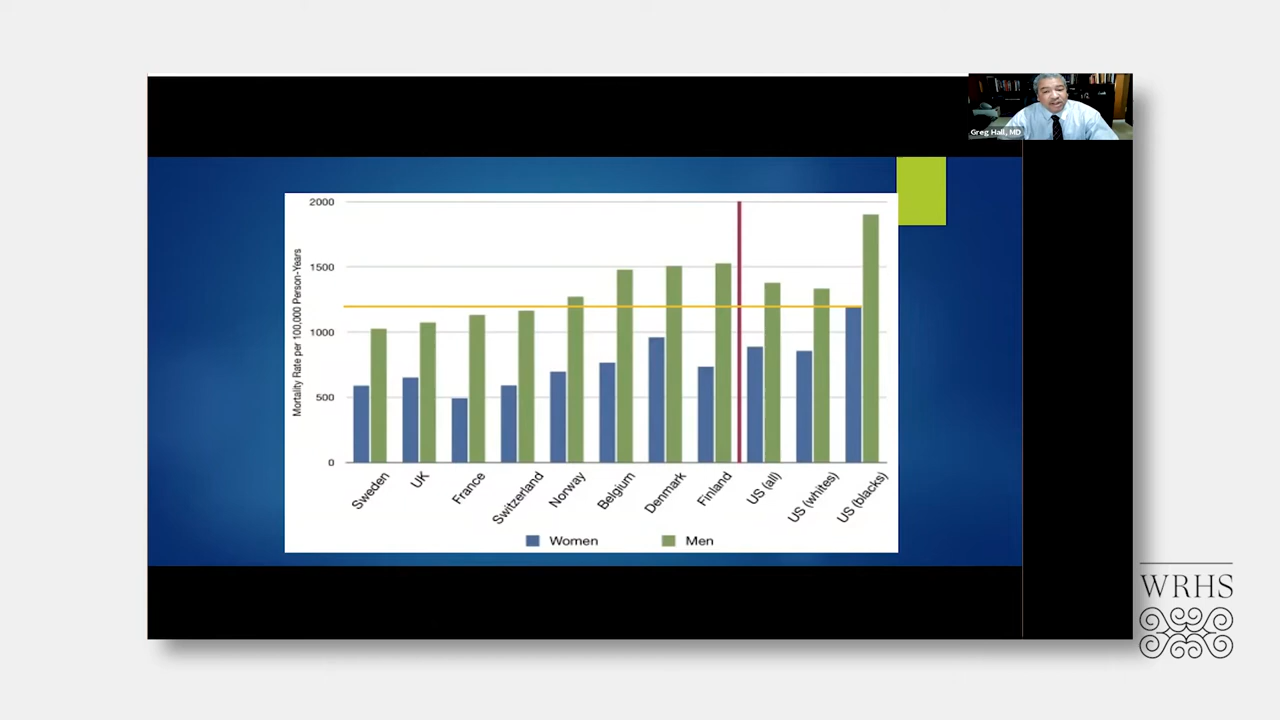 Greg Hall, MD
Mortality Rate per 100,000 Person-Years
2000
1500
1000
500
0
Sweden
UK
France
Switzerland
Norway
Belgium
Denmark
Finland
US (all)
US (whites)
US (blacks)
Women
Men
WRHS